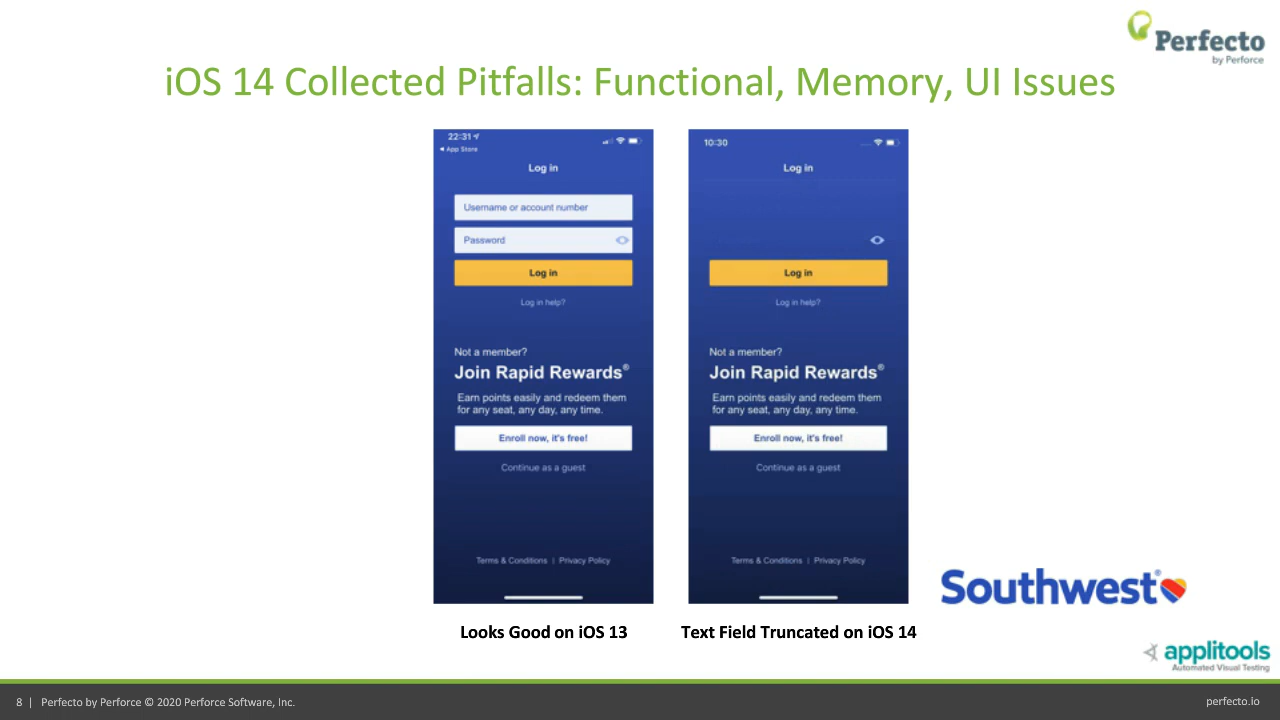 Perfecto
by Perforce
iOS 14 Collected Pitfalls: Functional, Memory, UI Issues
22:31
App Store
Log in
Username or account number
Password
Log in
Log in help?
Not a member?
Join Rapid Rewards®
Earn points easily and redeem them
for any seat, any day, any time.
Enroll now, it's free!
Continue as a guest
Terms & Conditions | Privacy Policy
Looks Good on iOS 13
10:30
Log in
Log in
Log in help?
Not a member?
Join Rapid Rewards®
Earn points easily and redeem them
for any seat, any day, any time.
Enroll now, it's free!
Continue as a guest
Terms & Conditions | Privacy Policy
Text Field Truncated on iOS 14
Southwest®
applitools
Automated Visual Testing
8 | Perfecto by Perforce © 2020 Perforce Software, Inc.
perfecto.io